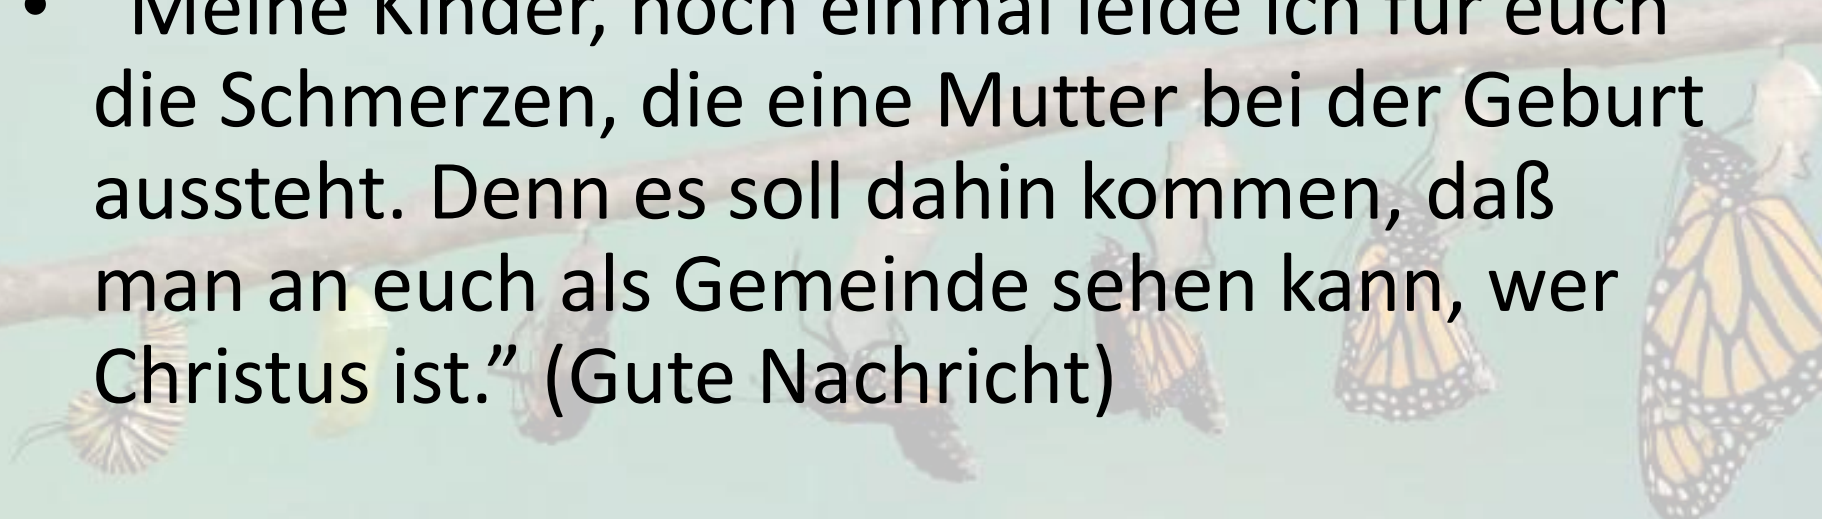 • "Meine Kinder, noch einmal leide ich für euch
die Schmerzen, die eine Mutter bei der Geburt
aussteht. Denn es soll dahin kommen, daß
man an euch als Gemeinde sehen kann, wer
Christus ist.” (Gute Nachricht)